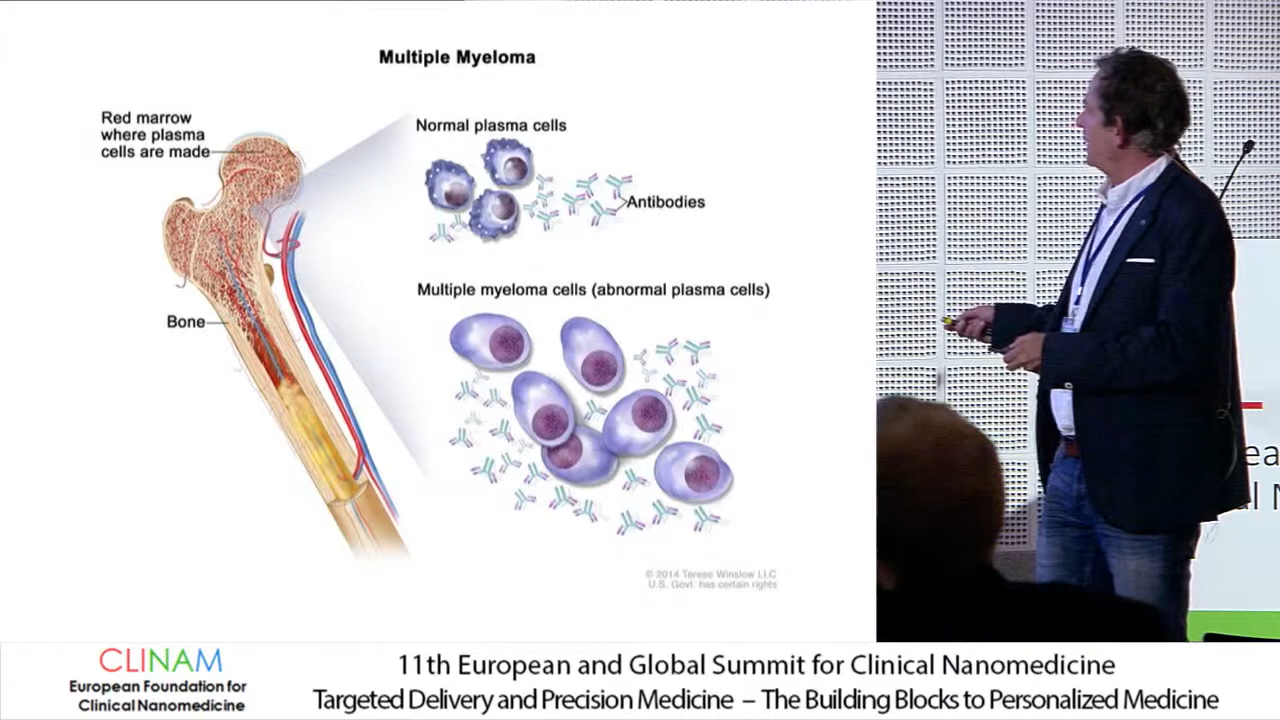 Multiple Myeloma
Red marrow
where plasma
cells are made
Normal plasma cells
Antibodies
Multiple myeloma cells (abnormal plasma cells)
Bone
© 2014 Terese Winslow LLC
U.S. Govt. has certain rights
CLINAM
European Foundation for
Clinical Nanomedicine
11th European and Global Summit for Clinical Nanomedicine
Targeted Delivery and Precision Medicine – The Building Blocks to Personalized Medicine